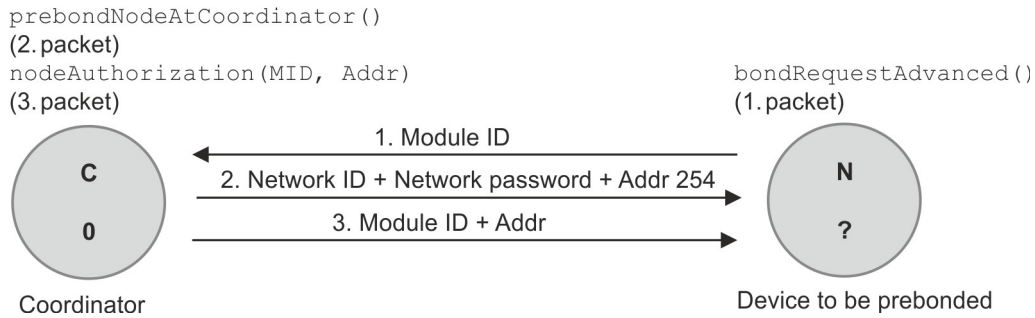 prebondNodeAtCoordinator()
(2. packet)
nodeAuthorization(MID, Addr)
(3. packet)
bondRequestAdvanced()
(1. packet)
1. Module ID
2. Network ID + Network password + Addr 254
3. Module ID + Addr
C
0
N
?
Coordinator
Device to be prebonded